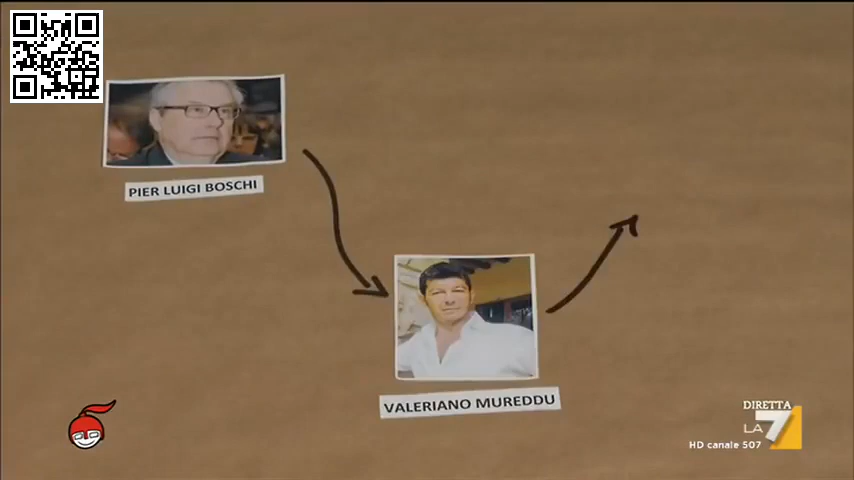 PIER LUIGI BOSCHI
VALERIANO MUREDDU
DIRETTA
LA7
HD canale 507